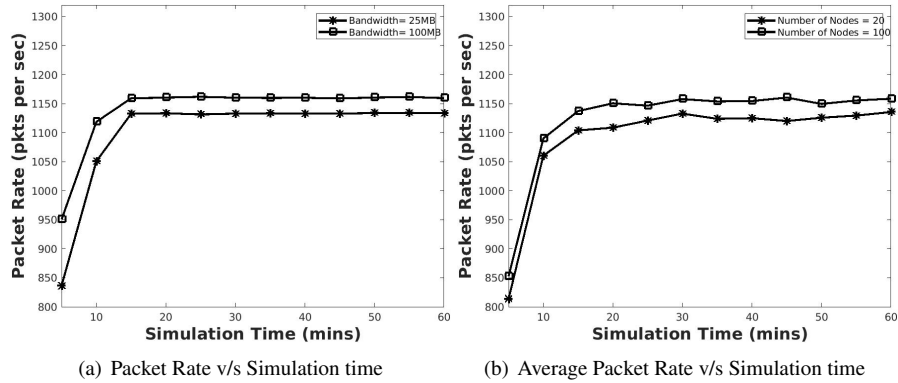 1300
1250
1200
1150
1100
1050
1000
950
900
850
800
Packet Rate (pkts per sec)
Bandwidth= 25MB
Bandwidth= 100MB
10 20 30 40 50 60
Simulation Time (mins)
(a) Packet Rate v/s Simulation time
1300
1250
1200
1150
1100
1050
1000
950
900
850
800
Packet Rate (pkts per sec)
Number of Nodes = 20
Number of Nodes = 100
10 20 30 40 50 60
Simulation Time (mins)
(b) Average Packet Rate v/s Simulation time